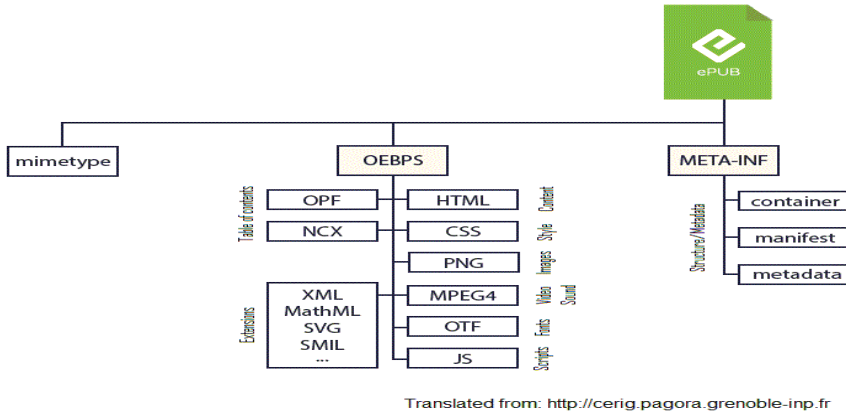 ePUB
mimetype
OEBPS
META-INF
Table of contents
OPF
HTML
Content
NCX
CSS
Style
PNG
Images
Extensions
XML
MathML
SVG
SMIL
...
MPEG4
Video
Sound
OTF
Fonts
JS
Scripts
Structure/Metadata
container
manifest
metadata
Translated from: http://cerig.pagora.grenoble-inp.fr